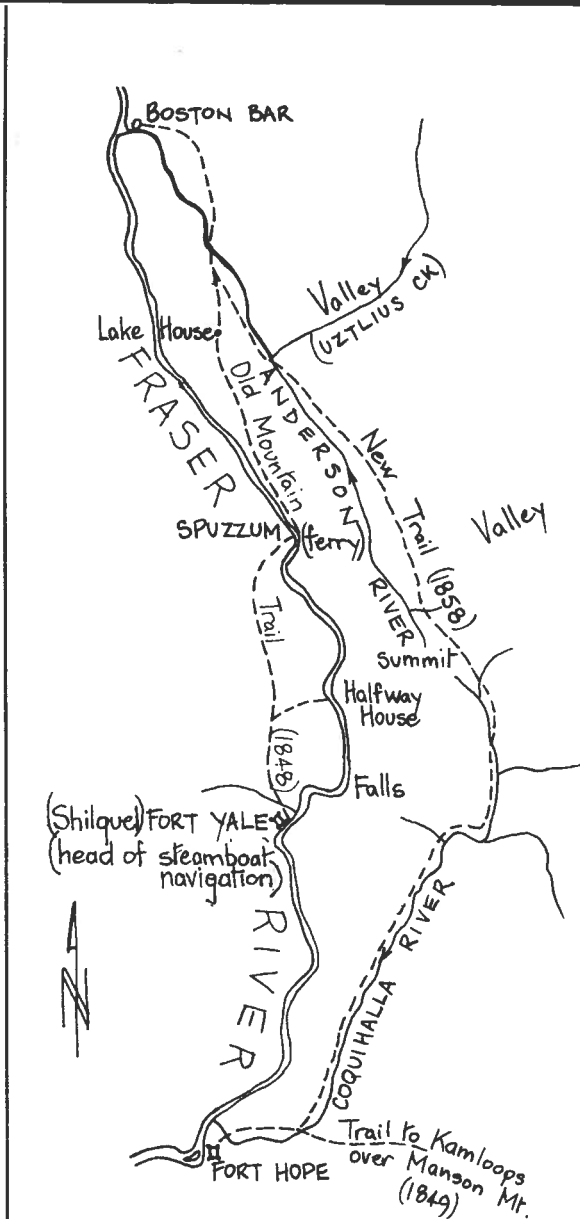 BOSTON BAR
Valley
(UZTLIUS CK)
Lake House
FRASER
Old Mountain
ANDERSON
New Trail (1858)
Valley
SPUZZUM (ferry)
RIVER
Trail
Summit
Halfway
House
(1848)
Falls
(Shilquel) FORT YALE
(head of steamboat
navigation)
RIVER
N
COQUIHALLA RIVER
Trail to Kamloops
over Manson Mt.
(1849)
FORT HOPE